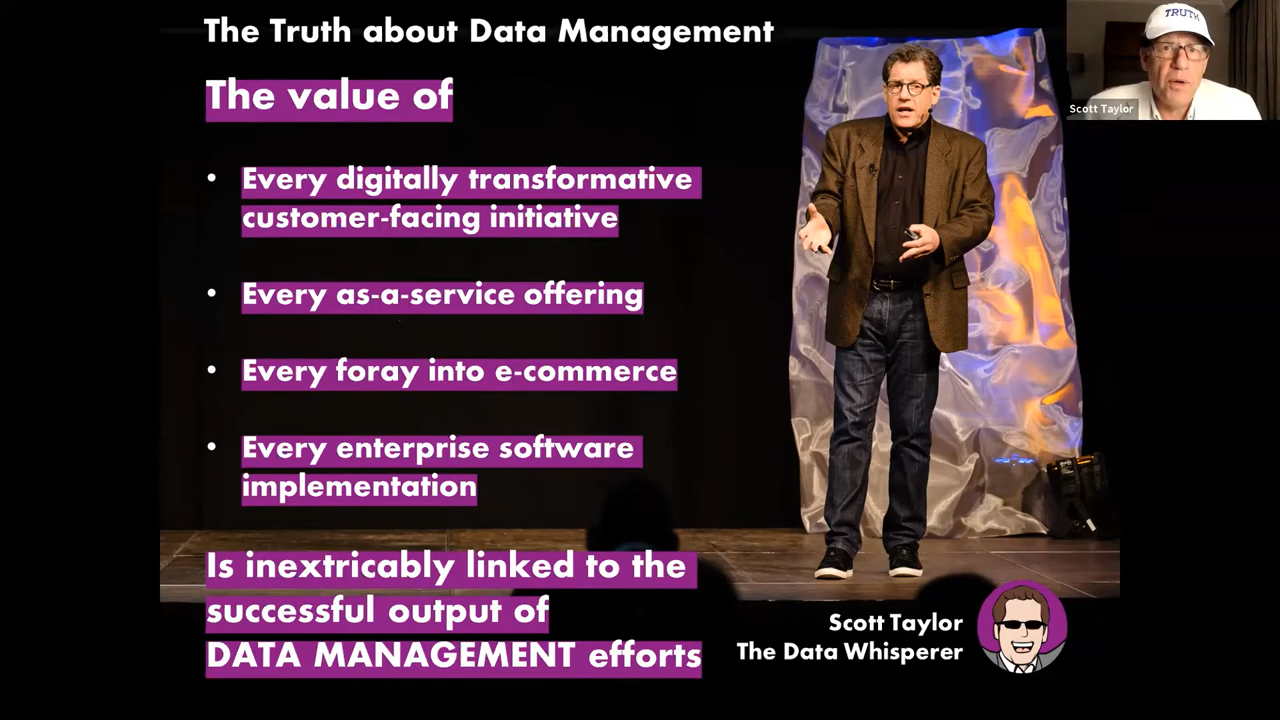 The Truth about Data Management
The value of
• Every digitally transformative
customer-facing initiative
• Every as-a-service offering
• Every foray into e-commerce
• Every enterprise software
implementation
Is inextricably linked to the
successful output of
DATA MANAGEMENT efforts
Scott Taylor
The Data Whisperer
TRUTH
Scott Taylor